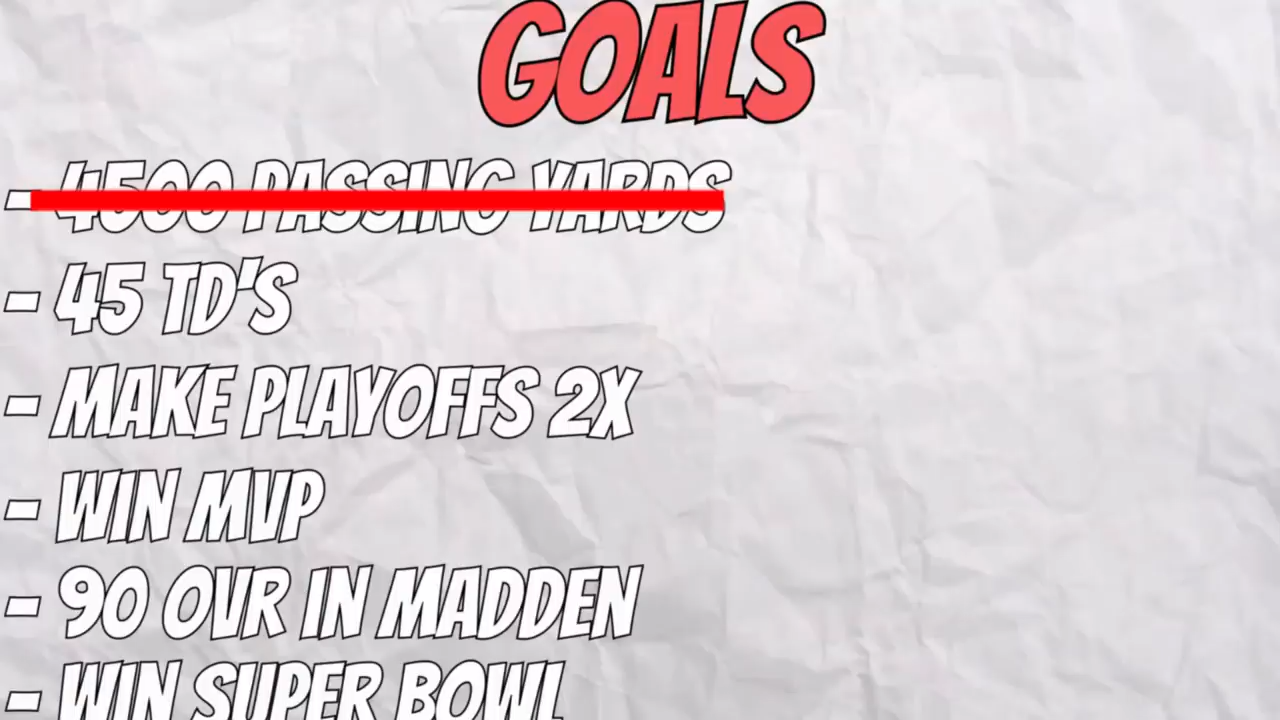 GOALS
- 4500 PASSING YARDS
- 45 TD'S
- MAKE PLAYOFFS 2X
- WIN MVP
- 90 OVR IN MADDEN
- WIN SUPER BOWL